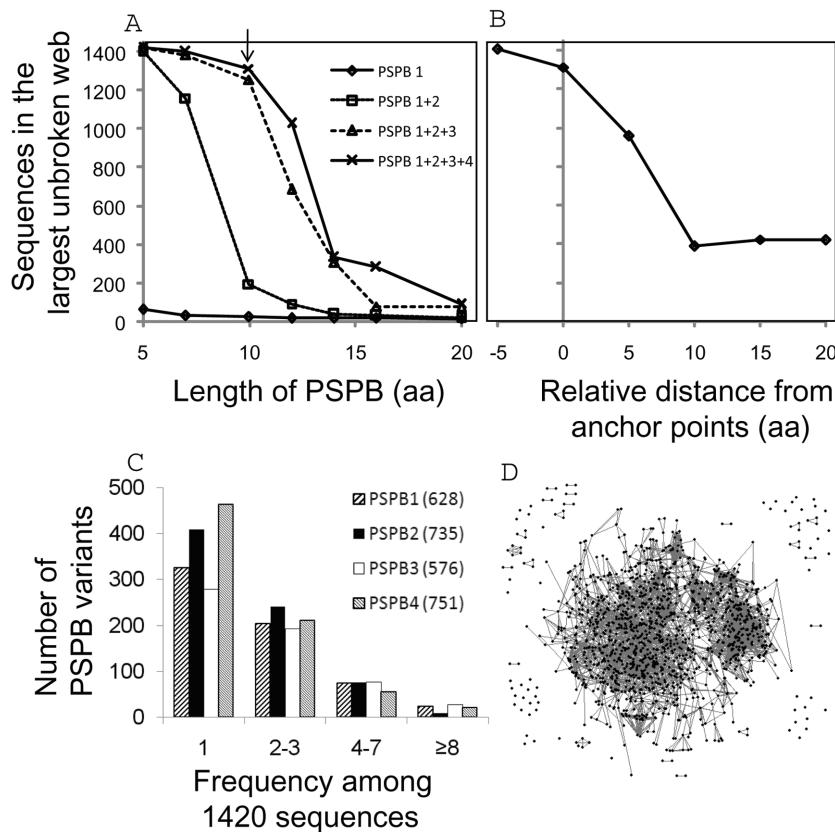 A
B
1400
1200
1000
800
600
400
200
0
5
10
15
20
PSPB 1
PSPB 1+2
PSPB 1+2+3
PSPB 1+2+3+4
Sequences in the
largest unbroken web
Length of PSPB (aa)
-5
0
5
10
15
20
Relative distance from
anchor points (aa)
C
D
500
400
300
200
100
0
PSPB1 (628)
PSPB2 (735)
PSPB3 (576)
PSPB4 (751)
Number of
PSPB variants
1
2-3
4-7
≥8
Frequency among
1420 sequences